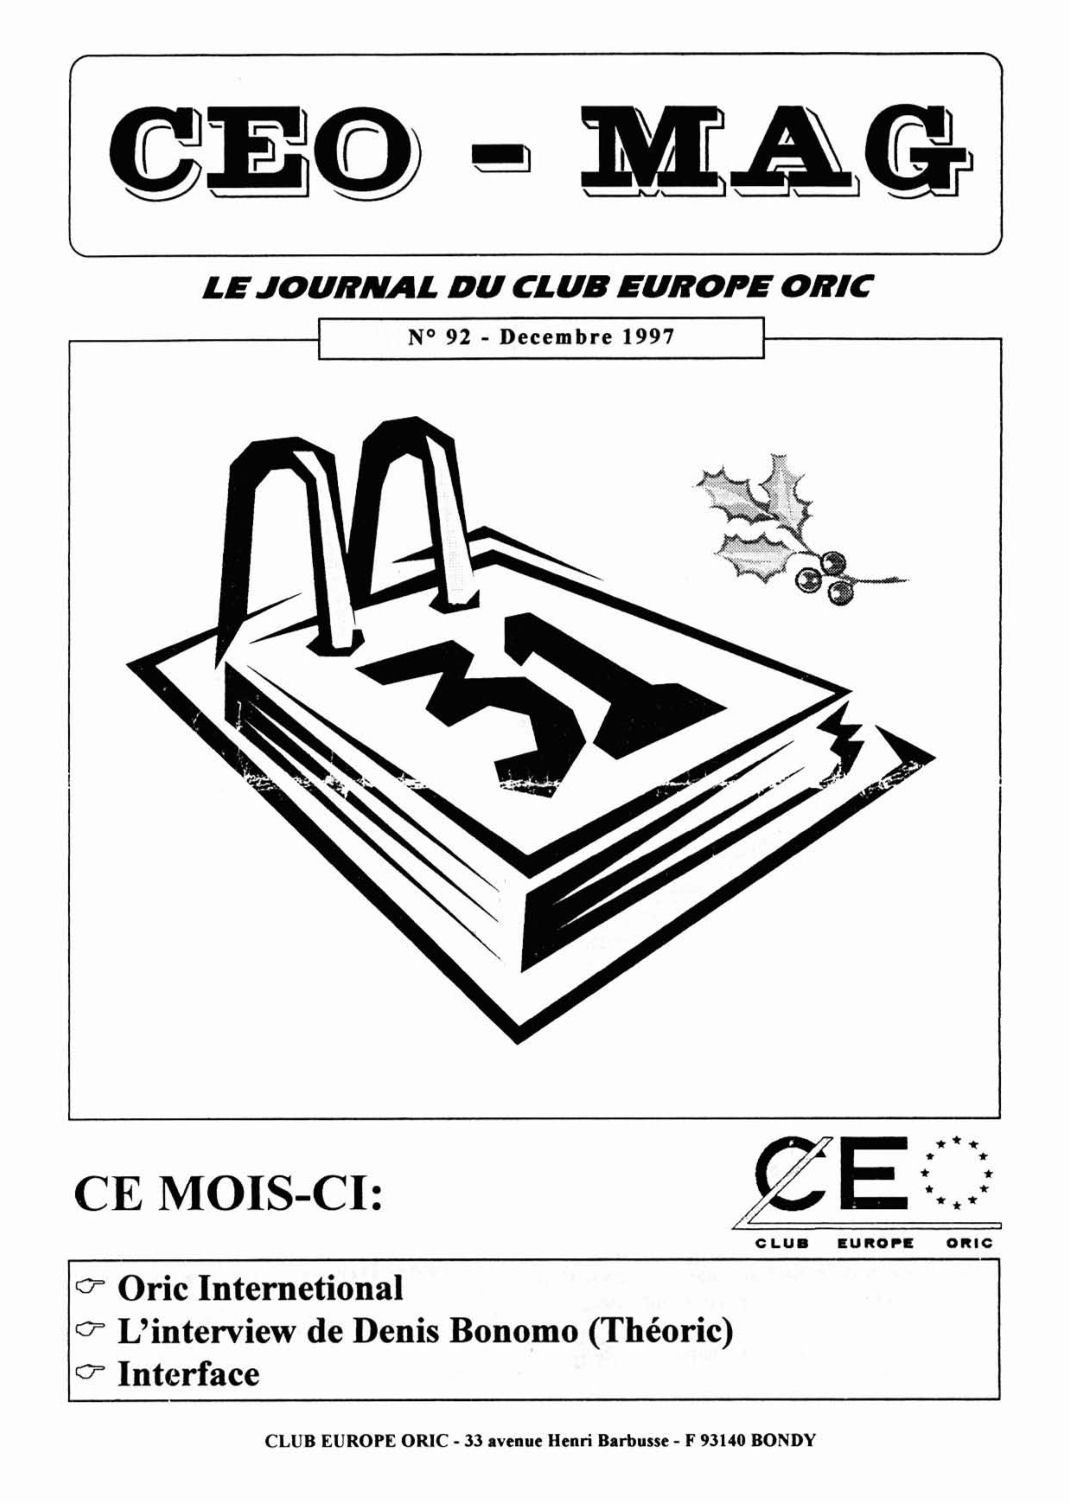 CEO - MAG
LE JOURNAL DU CLUB EUROPE ORIC
N° 92 - Decembre 1997
31
CE MOIS-CI:
CE
CLUB EUROPE ORIC
Oric Internetional
L'interview de Denis Bonomo (Théoric)
Interface
CLUB EUROPE ORIC - 33 avenue Henri Barbusse - F 93140 BONDY